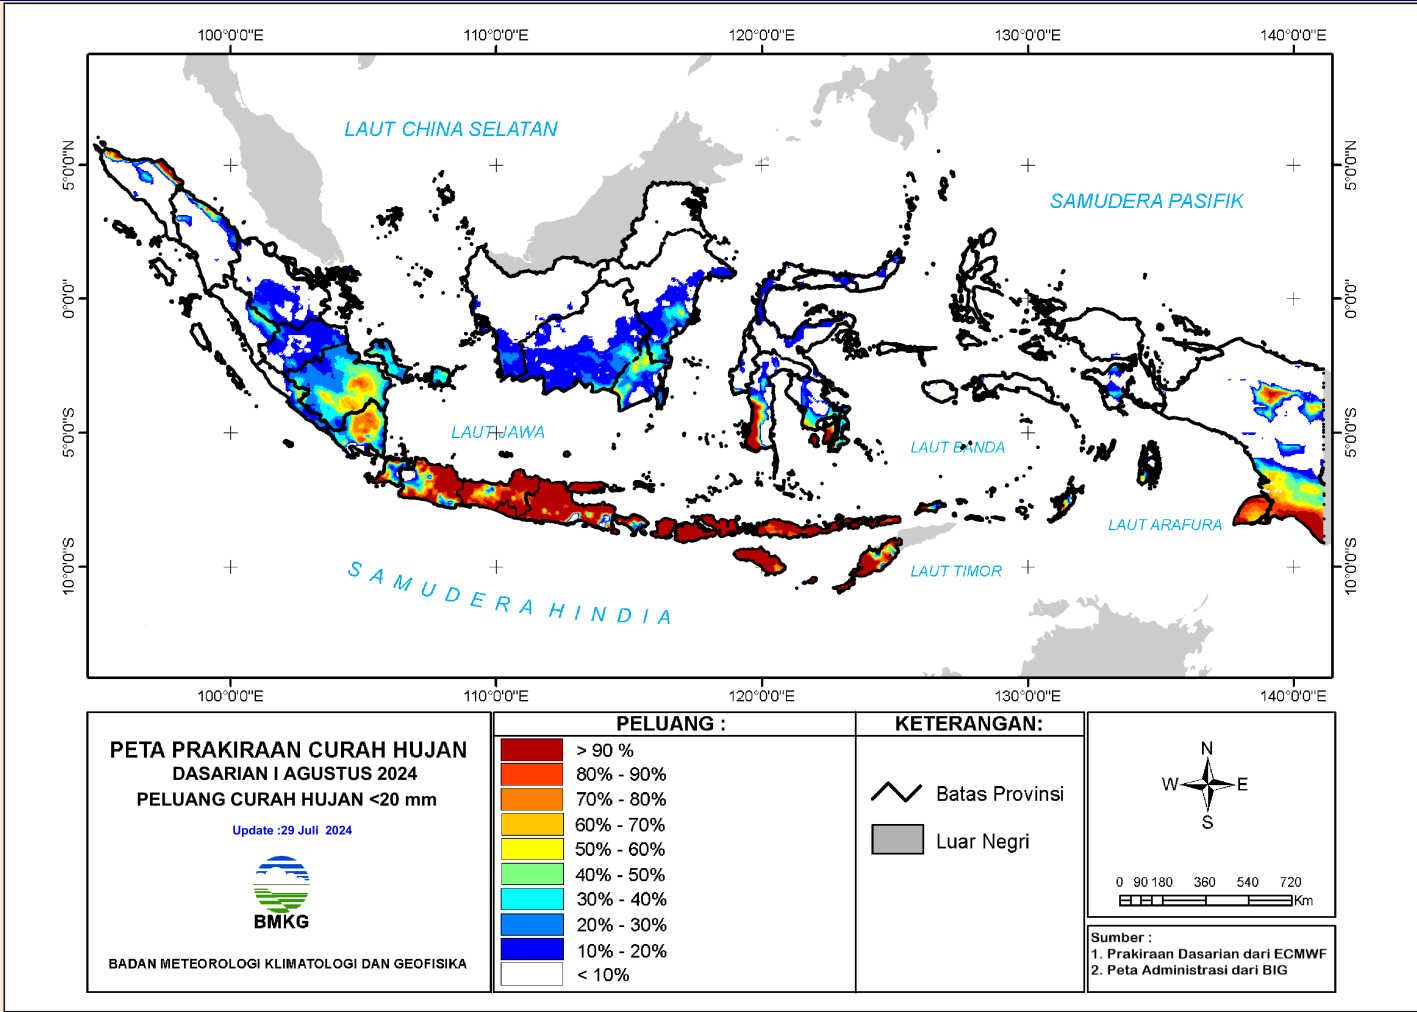 100°0'0"E 110°0'0"E 120°0'0"E 130°0'0"E 140°0'0"E
5°0'0"N 5°0'0"N
0°0'0" 0°0'0"
5°0'0"S 5°0'0"S
10°0'0"S 10°0'0"S
LAUT CHINA SELATAN
SAMUDERA PASIFIK
LAUT JAWA
LAUT BANDA
LAUT ARAFURA
LAUT TIMOR
SAMUDERA HINDIA
100°0'0"E 110°0'0"E 120°0'0"E 130°0'0"E 140°0'0"E
PETA PRAKIRAAN CURAH HUJAN
DASARIAN I AGUSTUS 2024
PELUANG CURAH HUJAN <20 mm
Update :29 Juli 2024
BMKG
BADAN METEOROLOGI KLIMATOLOGI DAN GEOFISIKA
PELUANG :
> 90 %
80% - 90%
70% - 80%
60% - 70%
50% - 60%
40% - 50%
30% - 40%
20% - 30%
10% - 20%
< 10%
KETERANGAN:
Batas Provinsi
Luar Negri
N
W E
S
0 90 180 360 540 720
Km
Sumber :
1. Prakiraan Dasarian dari ECMWF
2. Peta Administrasi dari BIG